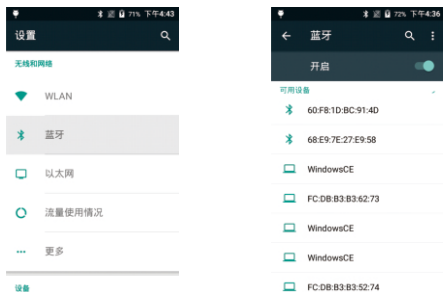 71% 下午4:43
设置
无线和网络
WLAN
蓝牙
以太网
流量使用情况
更多
设备
72% 下午4:36
蓝牙
开启
可用设备
60:F8:1D:BC:91:4D
68:E9:7E:27:E9:58
WindowsCE
FC:DB:B3:B3:62:73
WindowsCE
WindowsCE
FC:DB:B3:B3:52:74